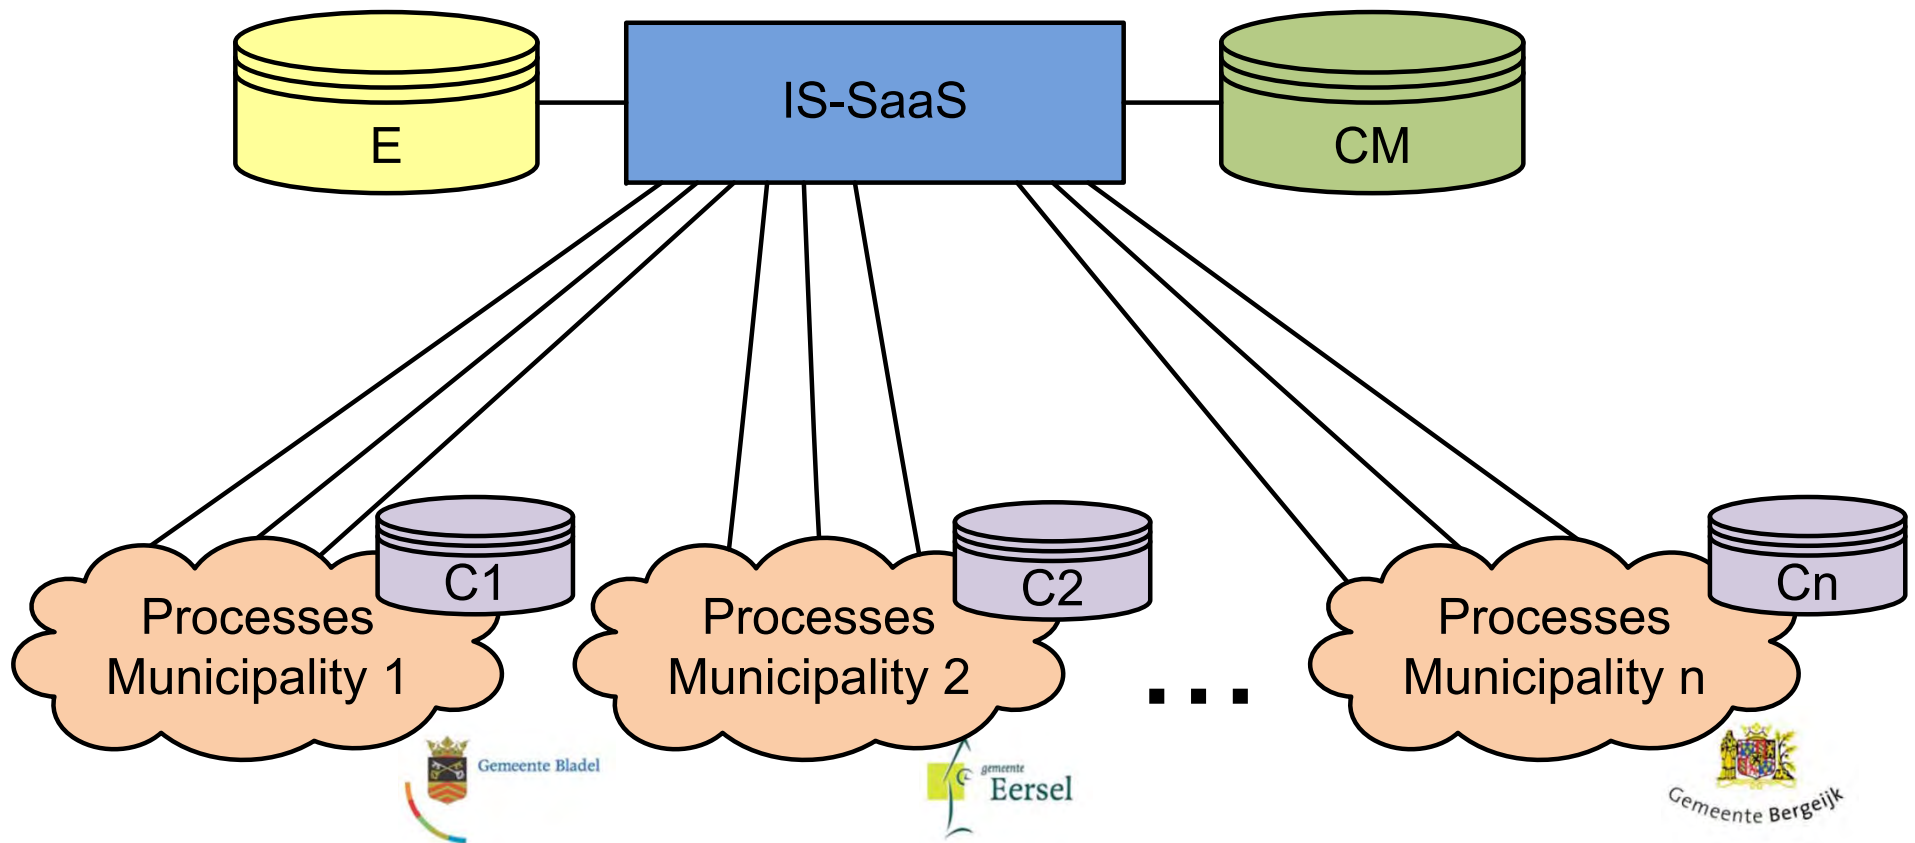 E
IS-SaaS
CM
C1
C2
Cn
Processes
Municipality 1
Processes
Municipality 2
...
Processes
Municipality n
Gemeente Bladel
gemeente
Eersel
Gemeente Bergeijk